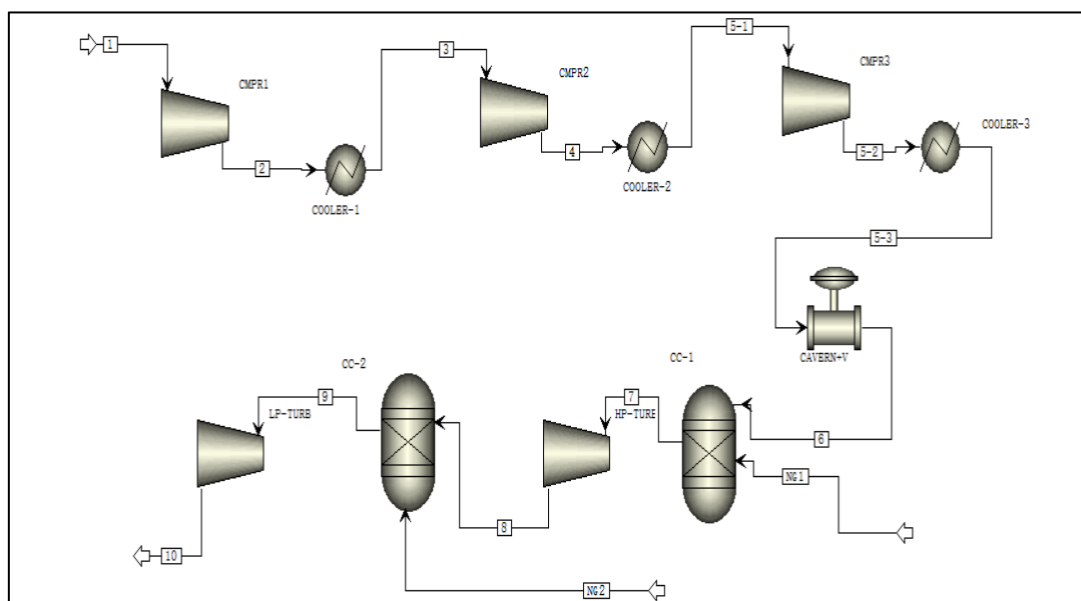 1
CMPR1
2
COOLER-1
3
CMPR2
4
COOLER-2
5-1
CMPR3
5-2
COOLER-3
5-3
CAVERN+V
6
CC-1
NG1
7
HP-TURB
8
CC-2
NG2
9
LP-TURB
10